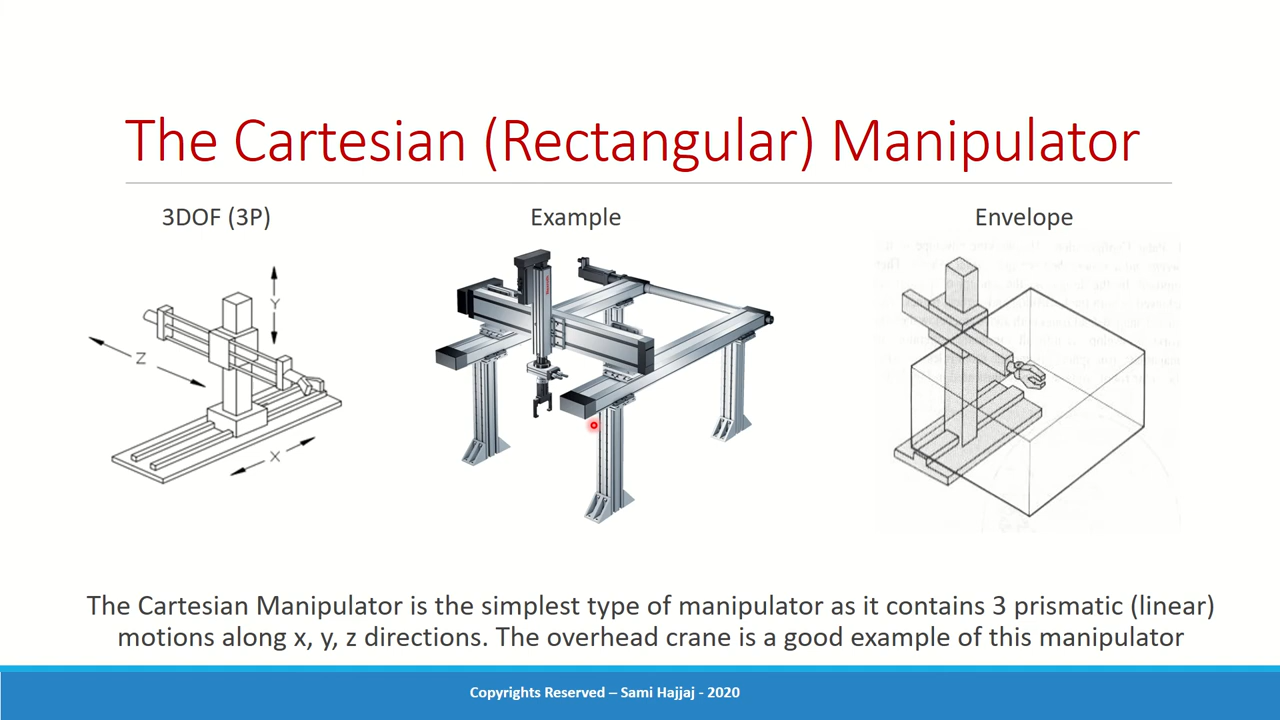 The Cartesian (Rectangular) Manipulator
3DOF (3P)
Example
Envelope
Y
Z
X
The Cartesian Manipulator is the simplest type of manipulator as it contains 3 prismatic (linear)
motions along x, y, z directions. The overhead crane is a good example of this manipulator
Copyrights Reserved – Sami Hajjaj - 2020